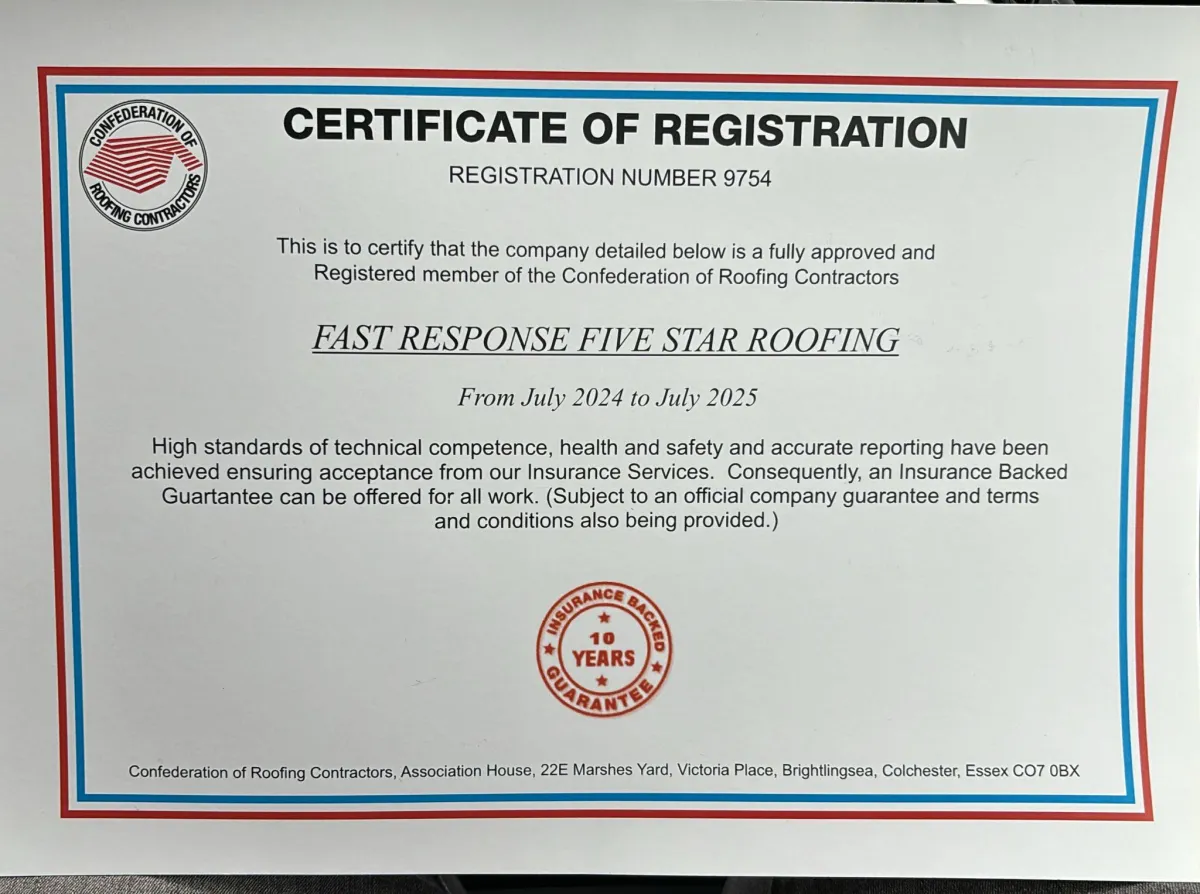 CONFEDERATION OF
ROOFING CONTRACTORS
CERTIFICATE OF REGISTRATION
REGISTRATION NUMBER 9754
This is to certify that the company detailed below is a fully approved and
Registered member of the Confederation of Roofing Contractors
FAST RESPONSE FIVE STAR ROOFING
From July 2024 to July 2025
High standards of technical competence, health and safety and accurate reporting have been
achieved ensuring acceptance from our Insurance Services. Consequently, an Insurance Backed
Guartantee can be offered for all work. (Subject to an official company guarantee and terms
and conditions also being provided.)
INSURANCE BACKED
10
YEARS
GUARANTEE
Confederation of Roofing Contractors, Association House, 22E Marshes Yard, Victoria Place, Brightlingsea, Colchester, Essex CO7 0BX